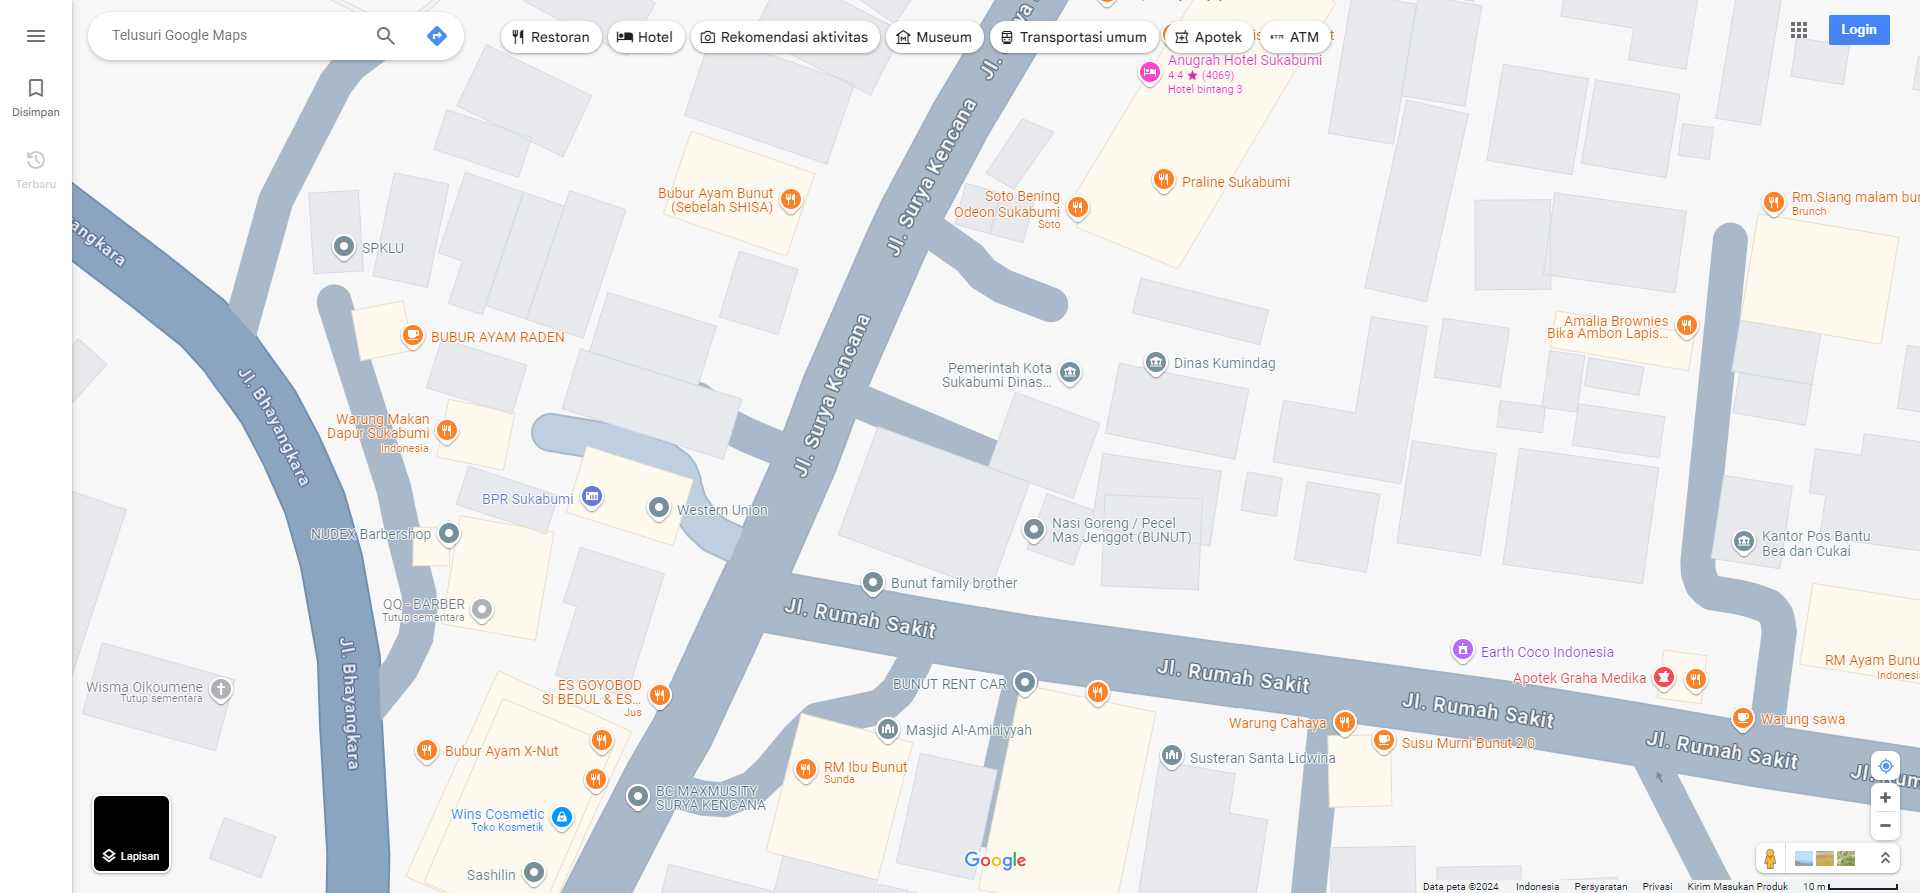 Telusuri Google Maps
Restoran
Hotel
Rekomendasi aktivitas
Museum
Transportasi umum
Apotek
ATM
Login
Disimpan
Terbaru
Anugrah Hotel Sukabumi
4.4 ★ (4069)
Hotel bintang 3
Jl. Surya Kencana
Jl. Surya
Jl. Surya Kencana
Praline Sukabumi
Bubur Ayam Bunut
(Sebelah SHISA)
Soto Bening
Odeon Sukabumi
Soto
Rm.Siang malam bun
Brunch
SPKLU
BUBUR AYAM RADEN
Amalia Brownies
Bika Ambon Lapis...
Pemerintah Kota
Sukabumi Dinas...
Dinas Kumindag
Jl. Bhayangkara
Warung Makan
Dapur Sukabumi
Indonesia
BPR Sukabumi
Western Union
NUDEX Barbershop
Nasi Goreng / Pecel
Mas Jenggot (BUNUT)
Kantor Pos Bantu
Bea dan Cukai
Bunut family brother
QQ - BARBER
Tutup sementara
Jl. Rumah Sakit
Jl. Rumah Sakit
Jl. Rumah Sakit
Jl. Rumah Sakit
Earth Coco Indonesia
Apotek Graha Medika
RM Ayam Bunut
Indonesia
Jl. Bhayangkara
Wisma Oikoumene
Tutup sementara
ES GOYOBOD
SI BEDUL & ES...
Jus
BUNUT RENT CAR
Warung Cahaya
Warung sawa
Masjid Al-Aminiyyah
Susu Murni Bunut 2.0
Bubur Ayam X-Nut
Susteran Santa Lidwina
RM Ibu Bunut
Sunda
BC MAXMUSITY
SURYA KENCANA
Wins Cosmetic
Toko Kosmetik
Sashilin
Lapisan
Google
Data peta ©2024
Indonesia
Persyaratan
Privasi
Kirim Masukan Produk
10 m